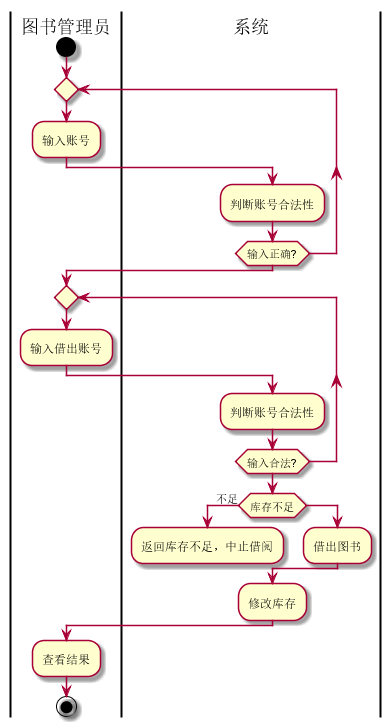 图书管理员
系统
输入账号
判断账号合法性
输入正确?
输入借出账号
判断账号合法性
输入合法?
不足
库存不足
返回库存不足，中止借阅
借出图书
修改库存
查看结果